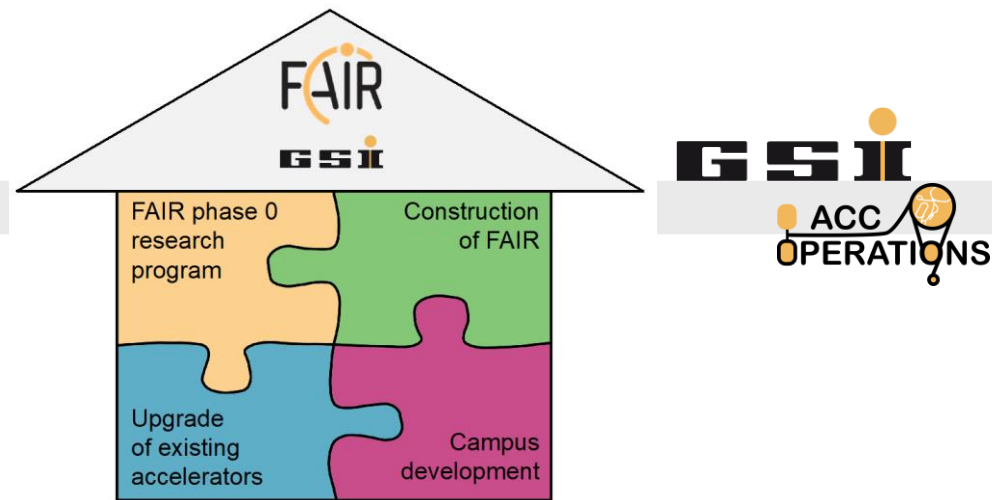 FAIR
GSI
FAIR phase 0
research
program
Construction
of FAIR
Upgrade
of existing
accelerators
Campus
development
GSI
ACC
OPERATIONS